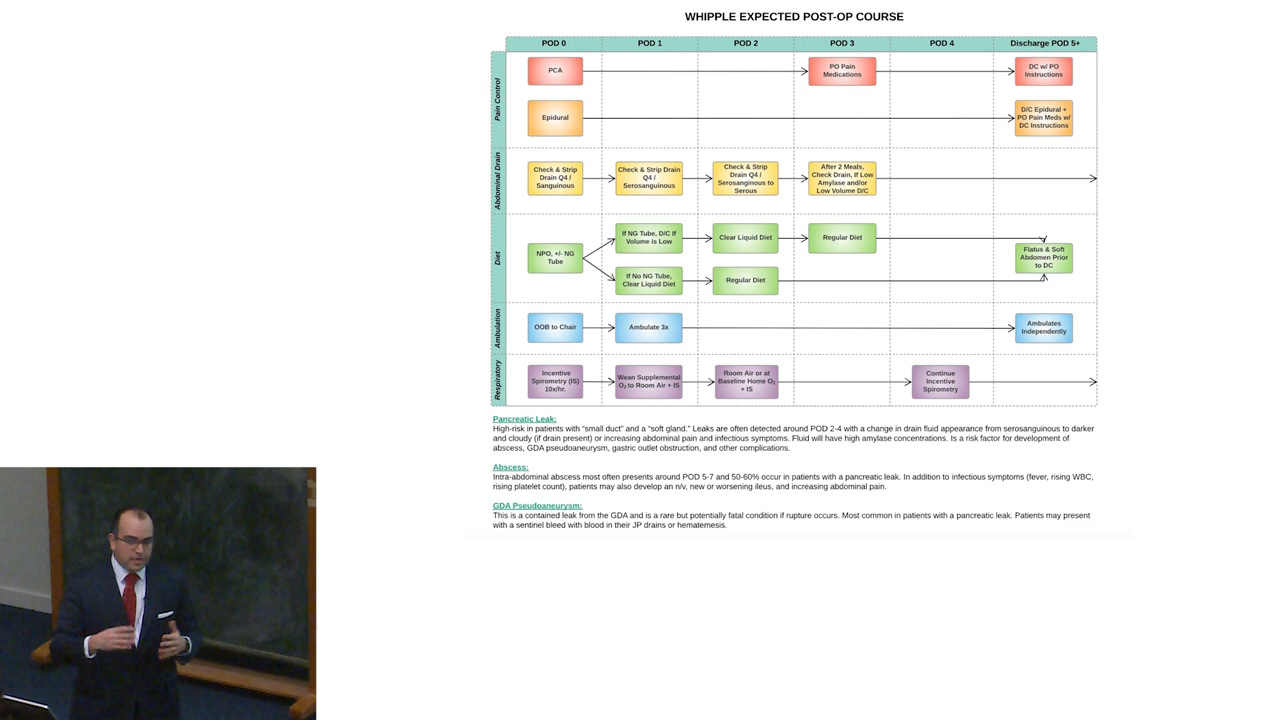 WHIPPLE EXPECTED POST-OP COURSE
POD 0
POD 1
POD 2
POD 3
POD 4
Discharge POD 5+
Pain Control
PCA
PO Pain
Medications
DC w/ PO
Instructions
Epidural
D/C Epidural +
PO Pain Meds w/
DC Instructions
Abdominal Drain
Check & Strip
Drain Q4 /
Sanguinous
Check & Strip Drain
Q4 /
Serosanguinous
Check & Strip
Drain Q4 /
Serosanginous to
Serous
After 2 Meals,
Check Drain, If Low
Amylase and/or
Low Volume D/C
Diet
NPO, +/- NG
Tube
If NG Tube, D/C If
Volume is Low
Clear Liquid Diet
Regular Diet
If No NG Tube,
Clear Liquid Diet
Regular Diet
Flatus & Soft
Abdomen Prior
to DC
Ambulation
OOB to Chair
Ambulate 3x
Ambulates
Independently
Respiratory
Incentive
Spirometry (IS)
10x/hr.
Wean Supplemental
O₂ to Room Air + IS
Room Air or at
Baseline Home O₂
+ IS
Continue
Incentive
Spirometry
Pancreatic Leak:
High-risk in patients with “small duct” and a “soft gland.” Leaks are often detected around POD 2-4 with a change in drain fluid appearance from serosanguinous to darker
and cloudy (if drain present) or increasing abdominal pain and infectious symptoms. Fluid will have high amylase concentrations. Is a risk factor for development of
abscess, GDA pseudoaneurysm, gastric outlet obstruction, and other complications.
Abscess:
Intra-abdominal abscess most often presents around POD 5-7 and 50-60% occur in patients with a pancreatic leak. In addition to infectious symptoms (fever, rising WBC,
rising platelet count), patients may also develop an n/v, new or worsening ileus, and increasing abdominal pain.
GDA Pseudoaneurysm:
This is a contained leak from the GDA and is a rare but potentially fatal condition if rupture occurs. Most common in patients with a pancreatic leak. Patients may present
with a sentinel bleed with blood in their JP drains or hematemesis.